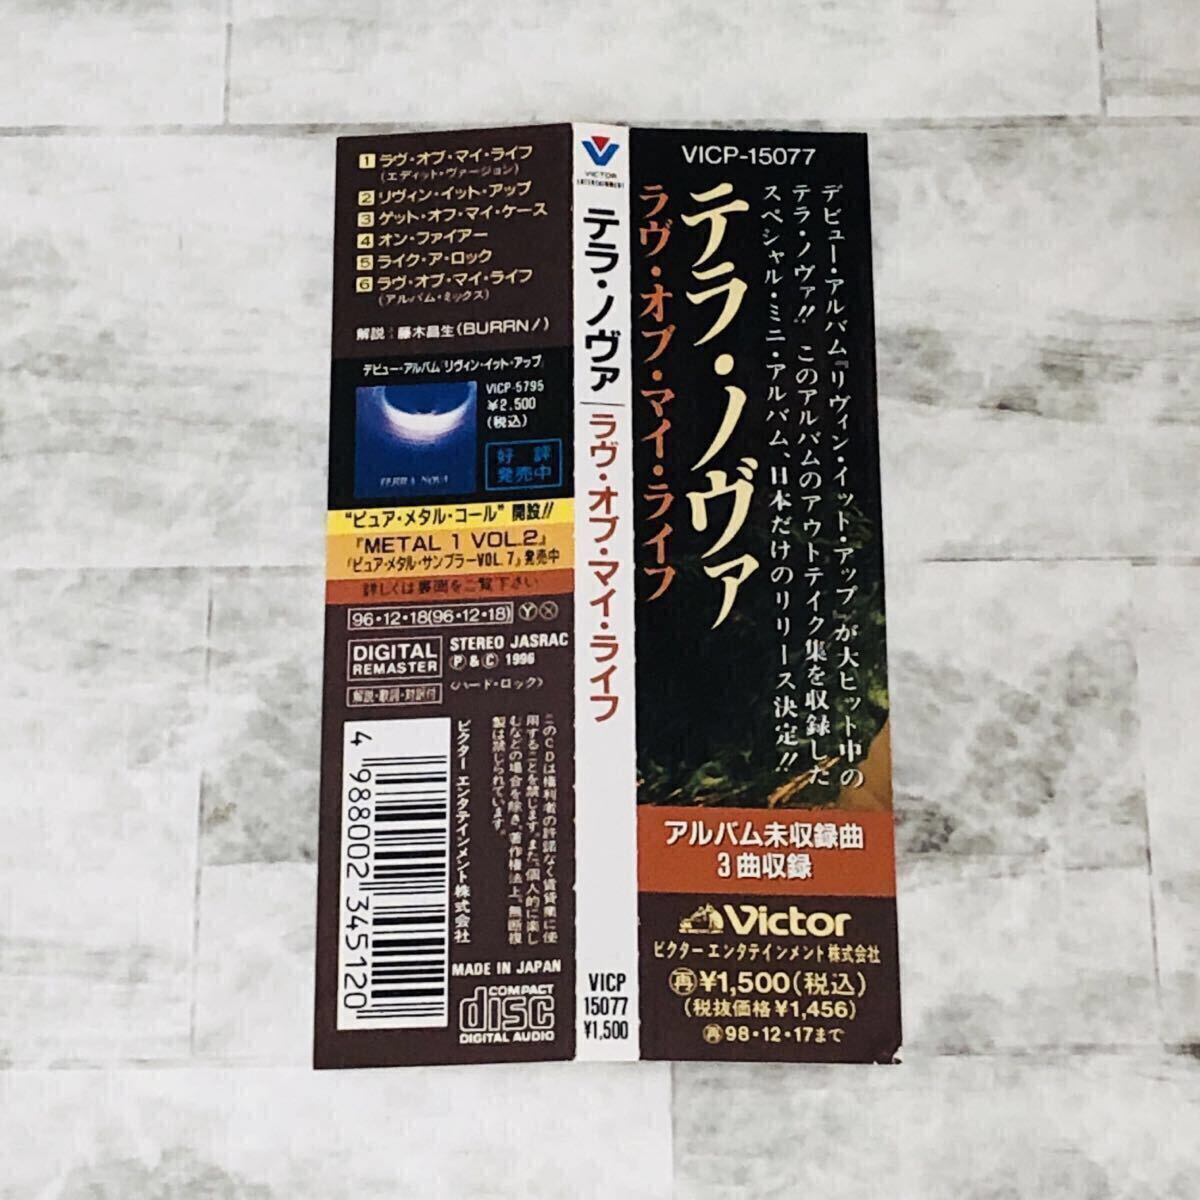 VICP-15077
デビュー・アルバム『リヴィン・イット・アップ』が大ヒット中の
テラ・ノヴァ!! このアルバムのアウトテイク集を収録した
スペシャル・ミニ・アルバム、日本だけのリリース決定!!
テラ・ノヴァ
ラヴ・オブ・マイ・ライフ
アルバム未収録曲
3曲収録
Victor
ビクターエンタテインメント株式会社
再¥1,500(税込)
(税抜価格¥1,456)
再98・12・17まで
VICTOR
ENTERTAINMENT
テラ・ノヴァ
ラヴ・オブ・マイ・ライフ
VICP
15077
¥1,500
1 ラヴ・オブ・マイ・ライフ
(エディット・ヴァージョン)
2 リヴィン・イット・アップ
3 ゲット・オフ・マイ・ケース
4 オン・ファイアー
5 ライク・ア・ロック
6 ラヴ・オブ・マイ・ライフ
(アルバム・ミックス)
解説:藤木昌生(BURRN!)
デビュー・アルバム『リヴィン・イット・アップ』
VICP-5795
¥2,500
(税込)
TERRA NOVA
好評
発売中
"ピュア・メタル・コール"開設!!
『METAL 1 VOL.2』
『ピュア・メタル・サンプラーVOL.7』発売中
詳しくは裏面をご覧下さい
96・12・18(96・12・18) Y X
DIGITAL
REMASTER
STEREO JASRAC
P & C 1996
解説・歌詞・対訳付
〈ハード・ロック〉
このCDは権利者の許諾なく賃貸業に使
用することを禁じます。また、個人的に楽し
むなどの場合を除き、著作権法上、無断複
製は禁じられています。
ビクターエンタテインメント株式会社
4 988002 345120
MADE IN JAPAN
COMPACT
disc
DIGITAL AUDIO